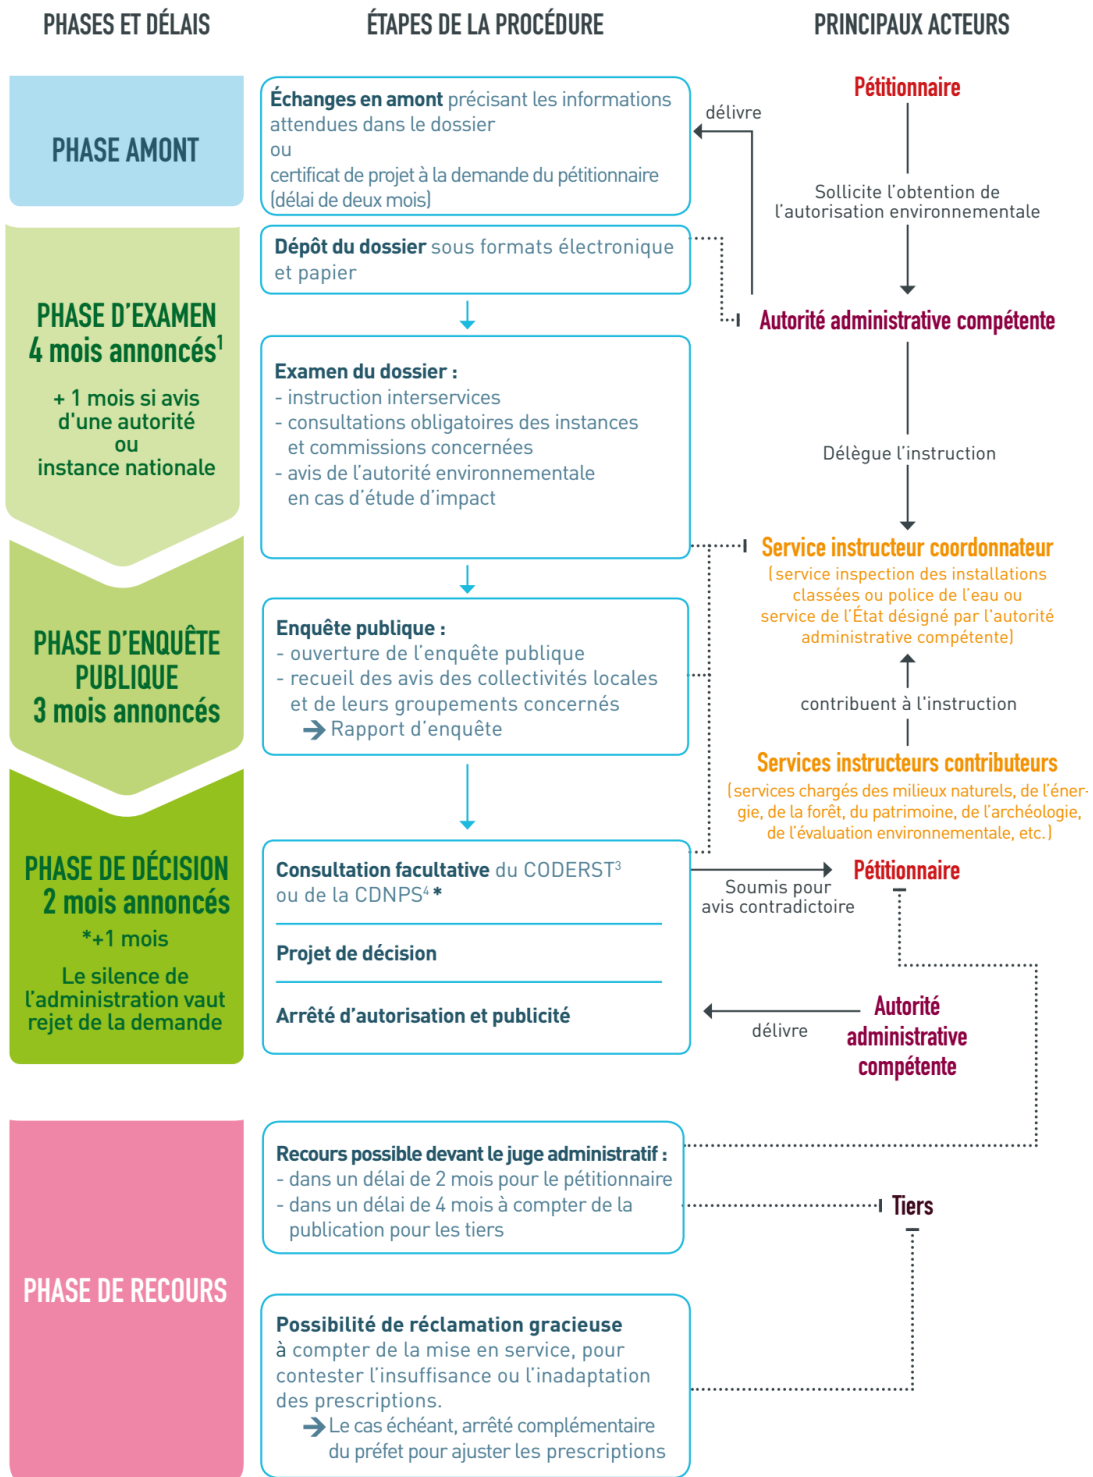 PHASES ET DÉLAIS
ÉTAPES DE LA PROCÉDURE
PRINCIPAUX ACTEURS
PHASE AMONT
Échanges en amont précisant les informations
attendues dans le dossier
ou
certificat de projet à la demande du pétitionnaire
(délai de deux mois)
délivre
Pétitionnaire
Sollicite l'obtention de
l'autorisation environnementale
Dépôt du dossier sous formats électronique
et papier
Autorité administrative compétente
PHASE D'EXAMEN
4 mois annoncés¹
+ 1 mois si avis
d'une autorité
ou
instance nationale
Examen du dossier :
- instruction interservices
- consultations obligatoires des instances
et commissions concernées
- avis de l'autorité environnementale
en cas d'étude d'impact
Délègue l'instruction
Service instructeur coordonnateur
(service inspection des installations
classées ou police de l'eau ou
service de l'État désigné par l'autorité
administrative compétente)
PHASE D'ENQUÊTE
PUBLIQUE
3 mois annoncés
Enquête publique :
- ouverture de l'enquête publique
- recueil des avis des collectivités locales
et de leurs groupements concernés
→ Rapport d'enquête
contribuent à l'instruction
Services instructeurs contributeurs
(services chargés des milieux naturels, de l'éner-
gie, de la forêt, du patrimoine, de l'archéologie,
de l'évaluation environnementale, etc.)
PHASE DE DÉCISION
2 mois annoncés
*+1 mois
Le silence de
l'administration vaut
rejet de la demande
Consultation facultative du CODERST³
ou de la CDNPS⁴ *
Projet de décision
Arrêté d'autorisation et publicité
Soumis pour
avis contradictoire
Pétitionnaire
délivre
Autorité
administrative
compétente
PHASE DE RECOURS
Recours possible devant le juge administratif :
- dans un délai de 2 mois pour le pétitionnaire
- dans un délai de 4 mois à compter de la
publication pour les tiers
Tiers
Possibilité de réclamation gracieuse
à compter de la mise en service, pour
contester l'insuffisance ou l'inadaptation
des prescriptions.
→ Le cas échéant, arrêté complémentaire
du préfet pour ajuster les prescriptions